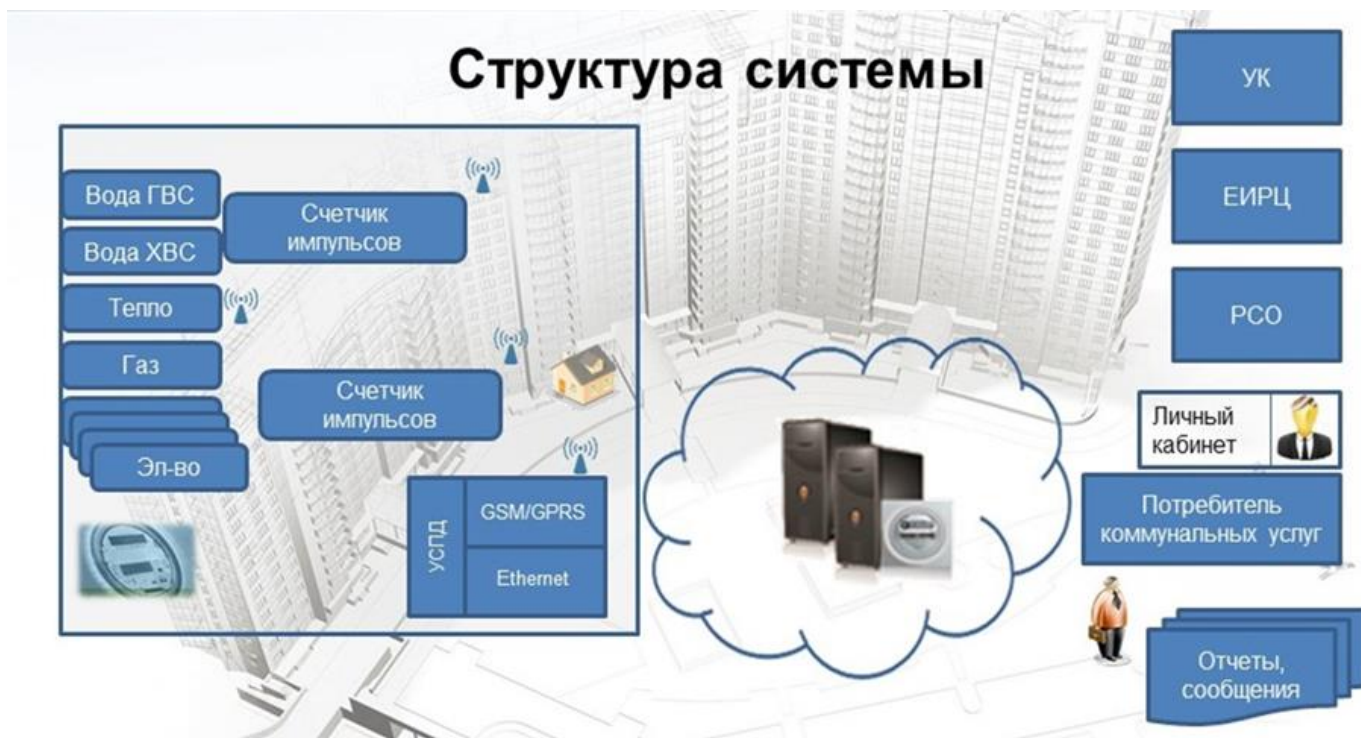 Структура системы
Вода ГВС
Вода ХВС
Тепло
Газ
Эл-во
Счетчик
импульсов
Счетчик
импульсов
УСПД
GSM/GPRS
Ethernet
УК
ЕИРЦ
РСО
Личный
кабинет
Потребитель
коммунальных услуг
Отчеты,
сообщения